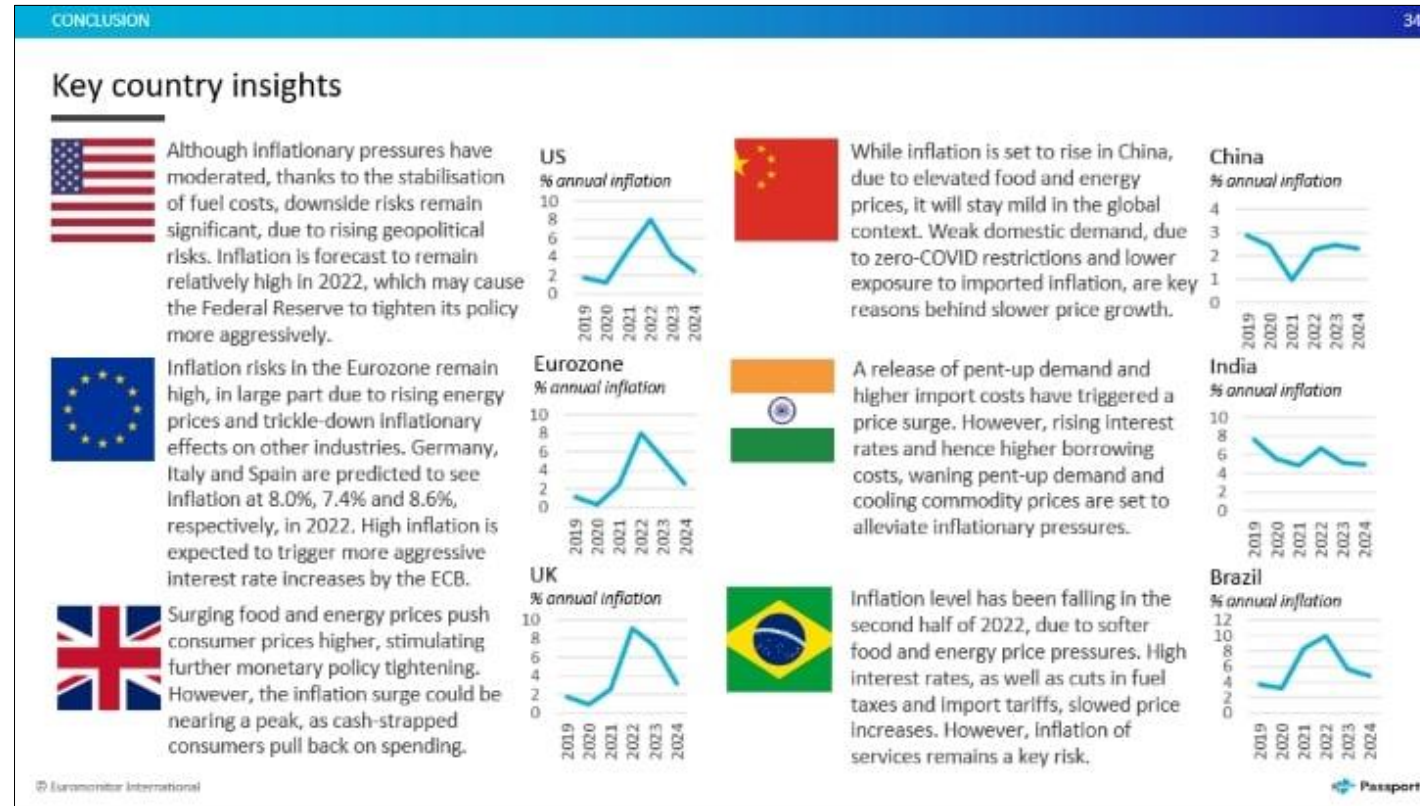 CONCLUSION
34
Key country insights
Although inflationary pressures have
moderated, thanks to the stabilisation
of fuel costs, downside risks remain
significant, due to rising geopolitical
risks. Inflation is forecast to remain
relatively high in 2022, which may cause
the Federal Reserve to tighten its policy
more aggressively.
US
% annual inflation
10
8
6
4
2
0
2019
2020
2021
2022
2023
2024
Inflation risks in the Eurozone remain
high, in large part due to rising energy
prices and trickle-down inflationary
effects on other industries. Germany,
Italy and Spain are predicted to see
inflation at 8.0%, 7.4% and 8.6%,
respectively, in 2022. High inflation is
expected to trigger more aggressive
interest rate increases by the ECB.
Eurozone
% annual inflation
10
8
6
4
2
0
2019
2020
2021
2022
2023
2024
Surging food and energy prices push
consumer prices higher, stimulating
further monetary policy tightening.
However, the inflation surge could be
nearing a peak, as cash-strapped
consumers pull back on spending.
UK
% annual inflation
10
8
6
4
2
0
2019
2020
2021
2022
2023
2024
While inflation is set to rise in China,
due to elevated food and energy
prices, it will stay mild in the global
context. Weak domestic demand, due
to zero-COVID restrictions and lower
exposure to imported inflation, are key
reasons behind slower price growth.
China
% annual inflation
4
3
2
1
0
2019
2020
2021
2022
2023
2024
A release of pent-up demand and
higher import costs have triggered a
price surge. However, rising interest
rates and hence higher borrowing
costs, waning pent-up demand and
cooling commodity prices are set to
alleviate inflationary pressures.
India
% annual inflation
10
8
6
4
2
0
2019
2020
2021
2022
2023
2024
Inflation level has been falling in the
second half of 2022, due to softer
food and energy price pressures. High
interest rates, as well as cuts in fuel
taxes and import tariffs, slowed price
increases. However, inflation of
services remains a key risk.
Brazil
% annual inflation
12
10
8
6
4
2
0
2019
2020
2021
2022
2023
2024
© Euromonitor International
Passport